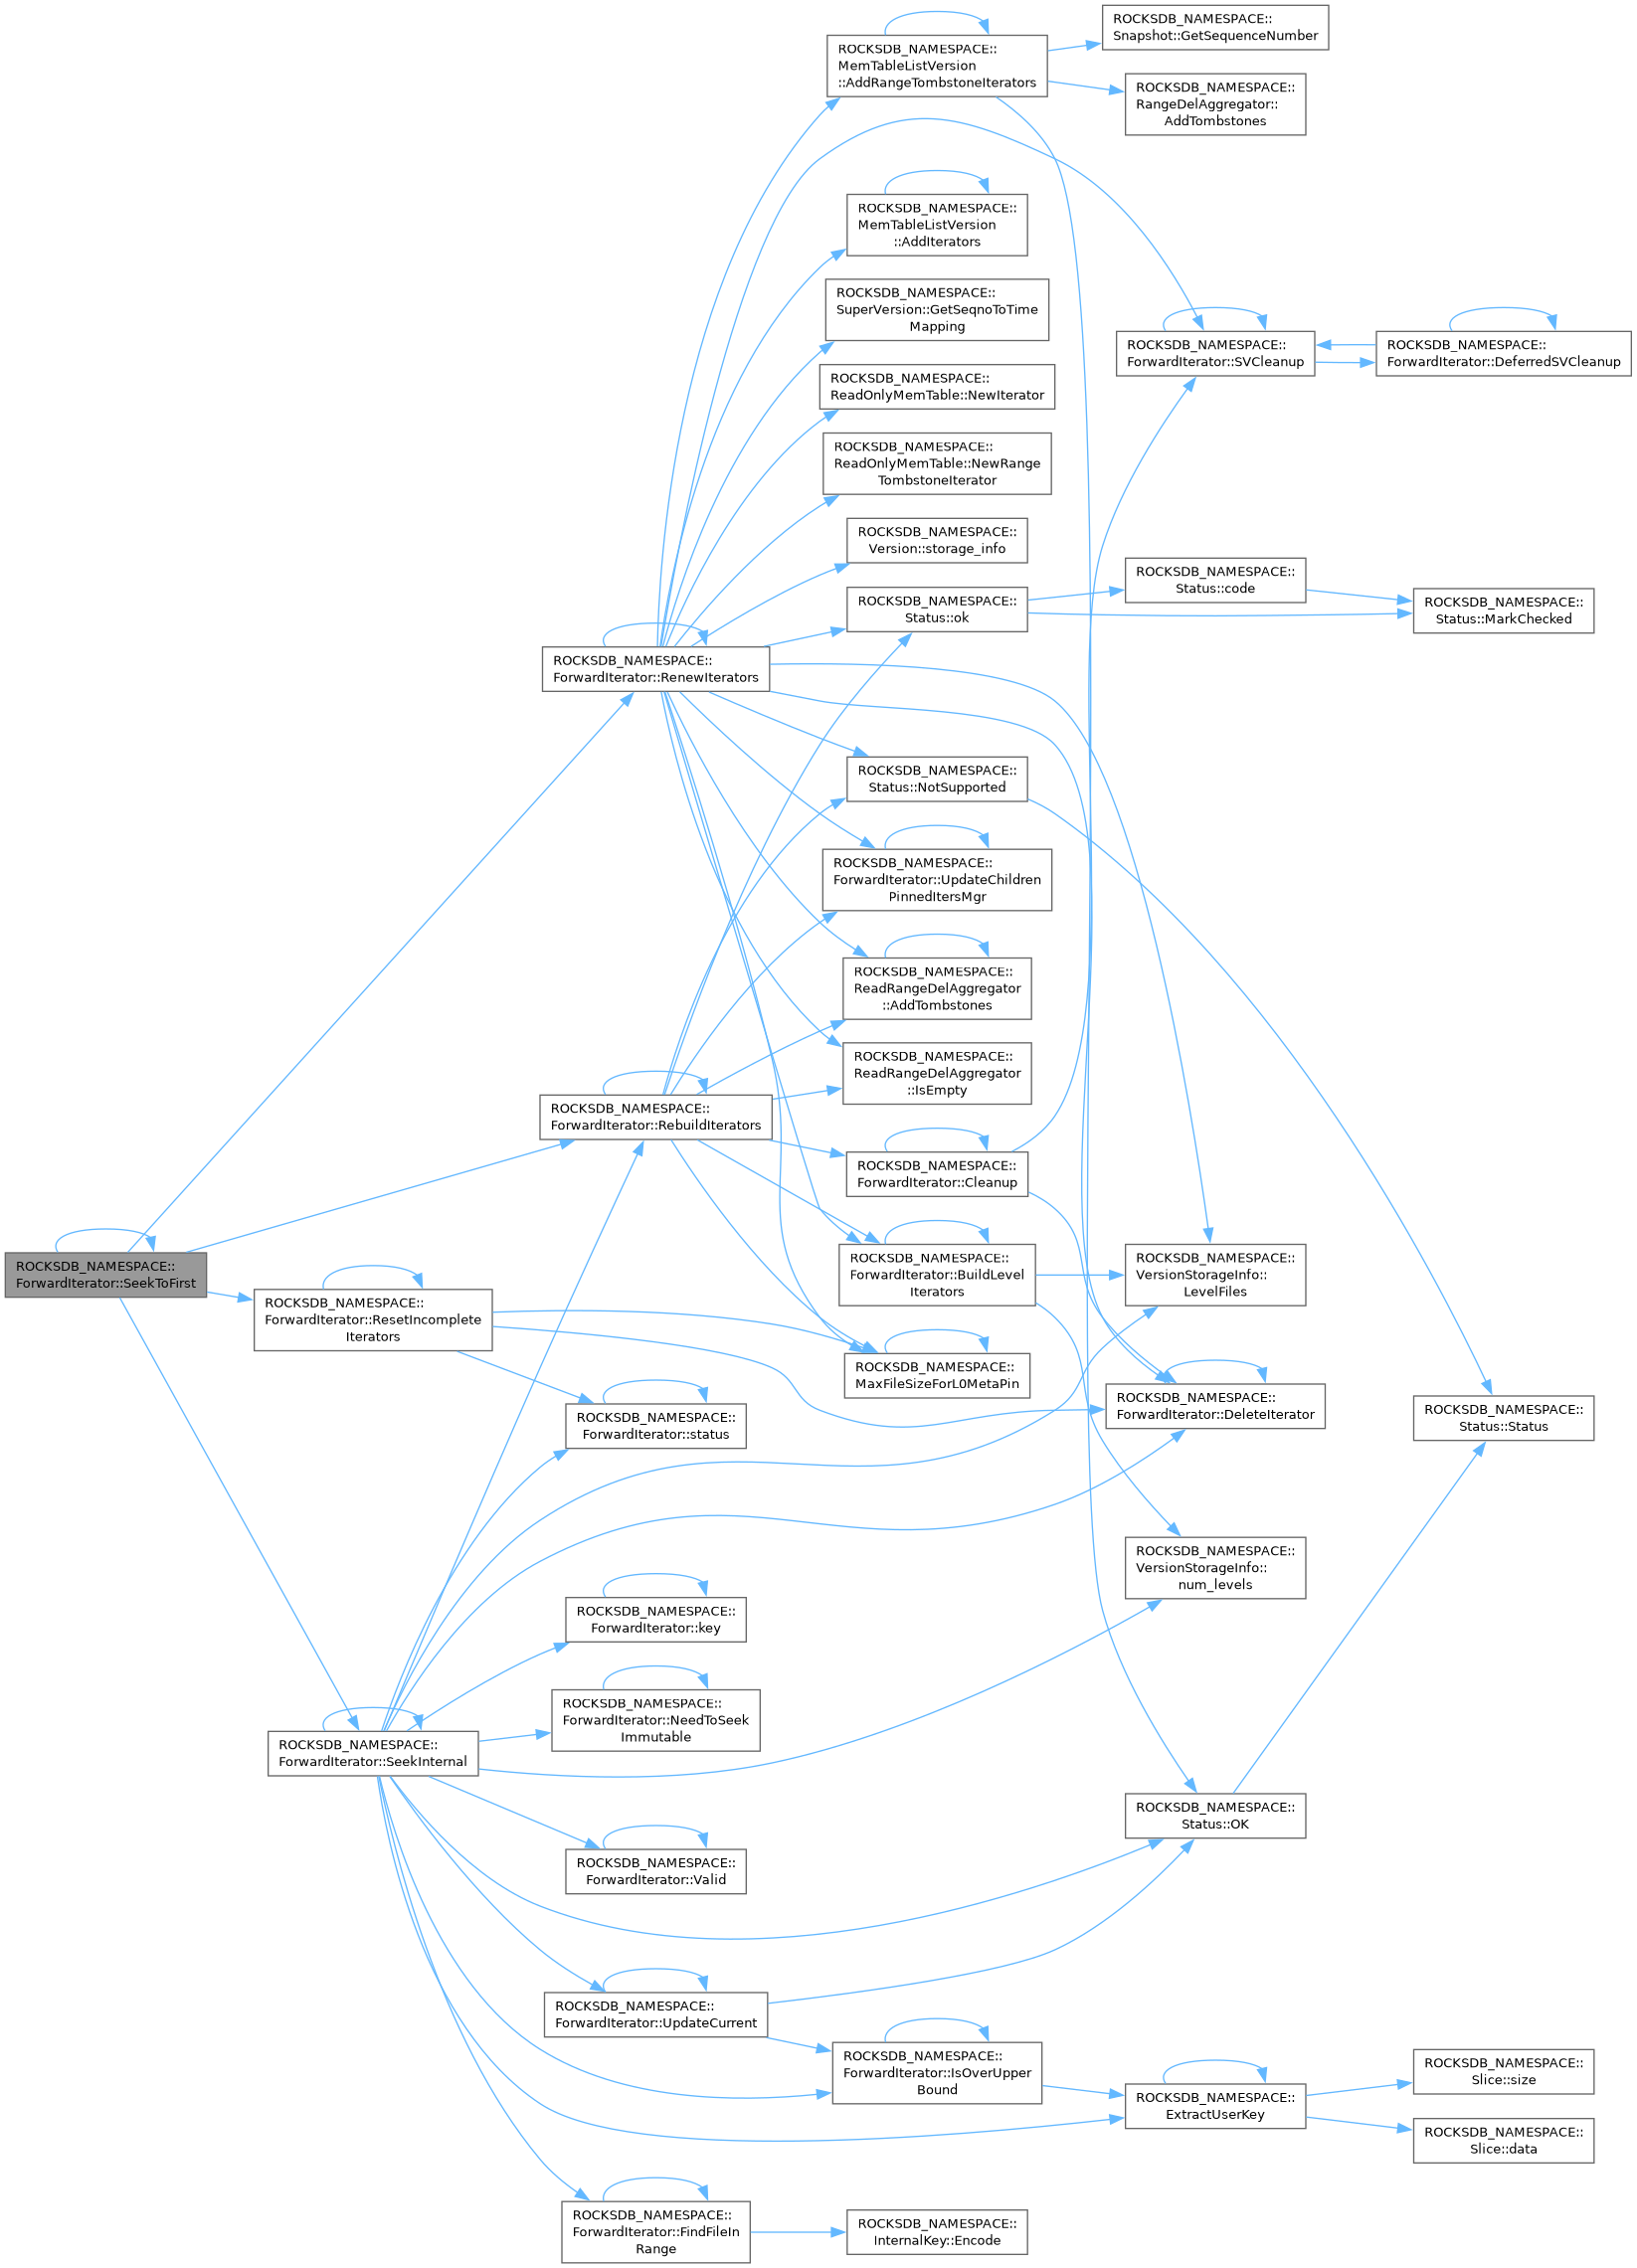 ROCKSDB_NAMESPACE::
MemTableListVersion
::AddRangeTombstoneIterators
ROCKSDB_NAMESPACE::
Snapshot::GetSequenceNumber
ROCKSDB_NAMESPACE::
RangeDelAggregator::
AddTombstones
ROCKSDB_NAMESPACE::
MemTableListVersion
::AddIterators
ROCKSDB_NAMESPACE::
SuperVersion::GetSeqnoToTime
Mapping
ROCKSDB_NAMESPACE::
ForwardIterator::SVCleanup
ROCKSDB_NAMESPACE::
ForwardIterator::DeferredSVCleanup
ROCKSDB_NAMESPACE::
ReadOnlyMemTable::NewIterator
ROCKSDB_NAMESPACE::
ReadOnlyMemTable::NewRange
TombstoneIterator
ROCKSDB_NAMESPACE::
Version::storage_info
ROCKSDB_NAMESPACE::
Status::ok
ROCKSDB_NAMESPACE::
Status::code
ROCKSDB_NAMESPACE::
Status::MarkChecked
ROCKSDB_NAMESPACE::
ForwardIterator::RenewIterators
ROCKSDB_NAMESPACE::
Status::NotSupported
ROCKSDB_NAMESPACE::
ForwardIterator::UpdateChildren
PinnedItersMgr
ROCKSDB_NAMESPACE::
ReadRangeDelAggregator
::AddTombstones
ROCKSDB_NAMESPACE::
ReadRangeDelAggregator
::IsEmpty
ROCKSDB_NAMESPACE::
ForwardIterator::RebuildIterators
ROCKSDB_NAMESPACE::
ForwardIterator::Cleanup
ROCKSDB_NAMESPACE::
ForwardIterator::SeekToFirst
ROCKSDB_NAMESPACE::
ForwardIterator::BuildLevel
Iterators
ROCKSDB_NAMESPACE::
VersionStorageInfo::
LevelFiles
ROCKSDB_NAMESPACE::
ForwardIterator::ResetIncomplete
Iterators
ROCKSDB_NAMESPACE::
MaxFileSizeForL0MetaPin
ROCKSDB_NAMESPACE::
ForwardIterator::DeleteIterator
ROCKSDB_NAMESPACE::
Status::Status
ROCKSDB_NAMESPACE::
ForwardIterator::status
ROCKSDB_NAMESPACE::
VersionStorageInfo::
num_levels
ROCKSDB_NAMESPACE::
ForwardIterator::key
ROCKSDB_NAMESPACE::
ForwardIterator::NeedToSeek
Immutable
ROCKSDB_NAMESPACE::
ForwardIterator::SeekInternal
ROCKSDB_NAMESPACE::
Status::OK
ROCKSDB_NAMESPACE::
ForwardIterator::Valid
ROCKSDB_NAMESPACE::
ForwardIterator::UpdateCurrent
ROCKSDB_NAMESPACE::
ForwardIterator::IsOverUpper
Bound
ROCKSDB_NAMESPACE::
ExtractUserKey
ROCKSDB_NAMESPACE::
Slice::size
ROCKSDB_NAMESPACE::
Slice::data
ROCKSDB_NAMESPACE::
ForwardIterator::FindFileIn
Range
ROCKSDB_NAMESPACE::
InternalKey::Encode